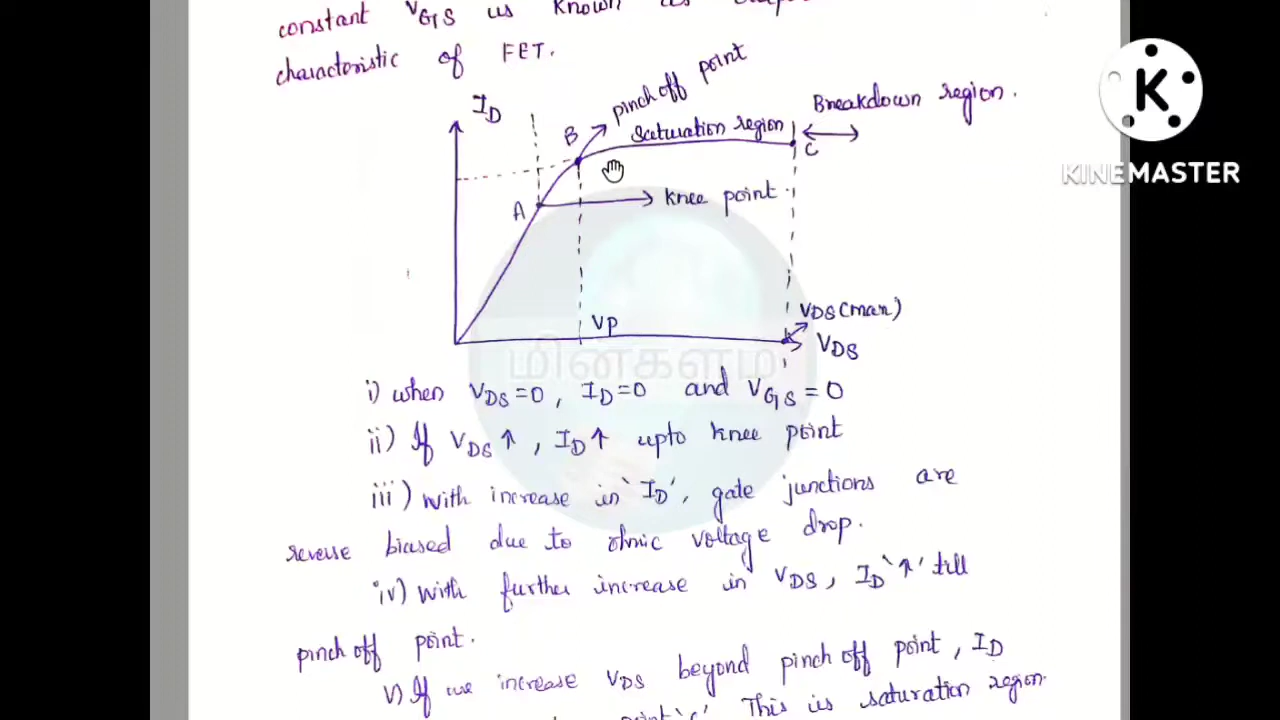 constant VGS is known as
characteristic of FET.
ID
pinch off point
B
saturation region
Breakdown region.
C
A
knee point.
VP
VDS(max)
VDS
i) when VDS=0, ID=0 and VGS=0
ii) If VDS↑, ID↑ upto knee point
iii) with increase in 'ID', gate junctions are
reverse biased due to ohmic voltage drop.
iv) with further increase in VDS, ID '↑' till
pinch off point.
v) If we increase VDS beyond pinch off point, ID
point 'c' This is saturation region.
மின்களம்
K
KINEMASTER